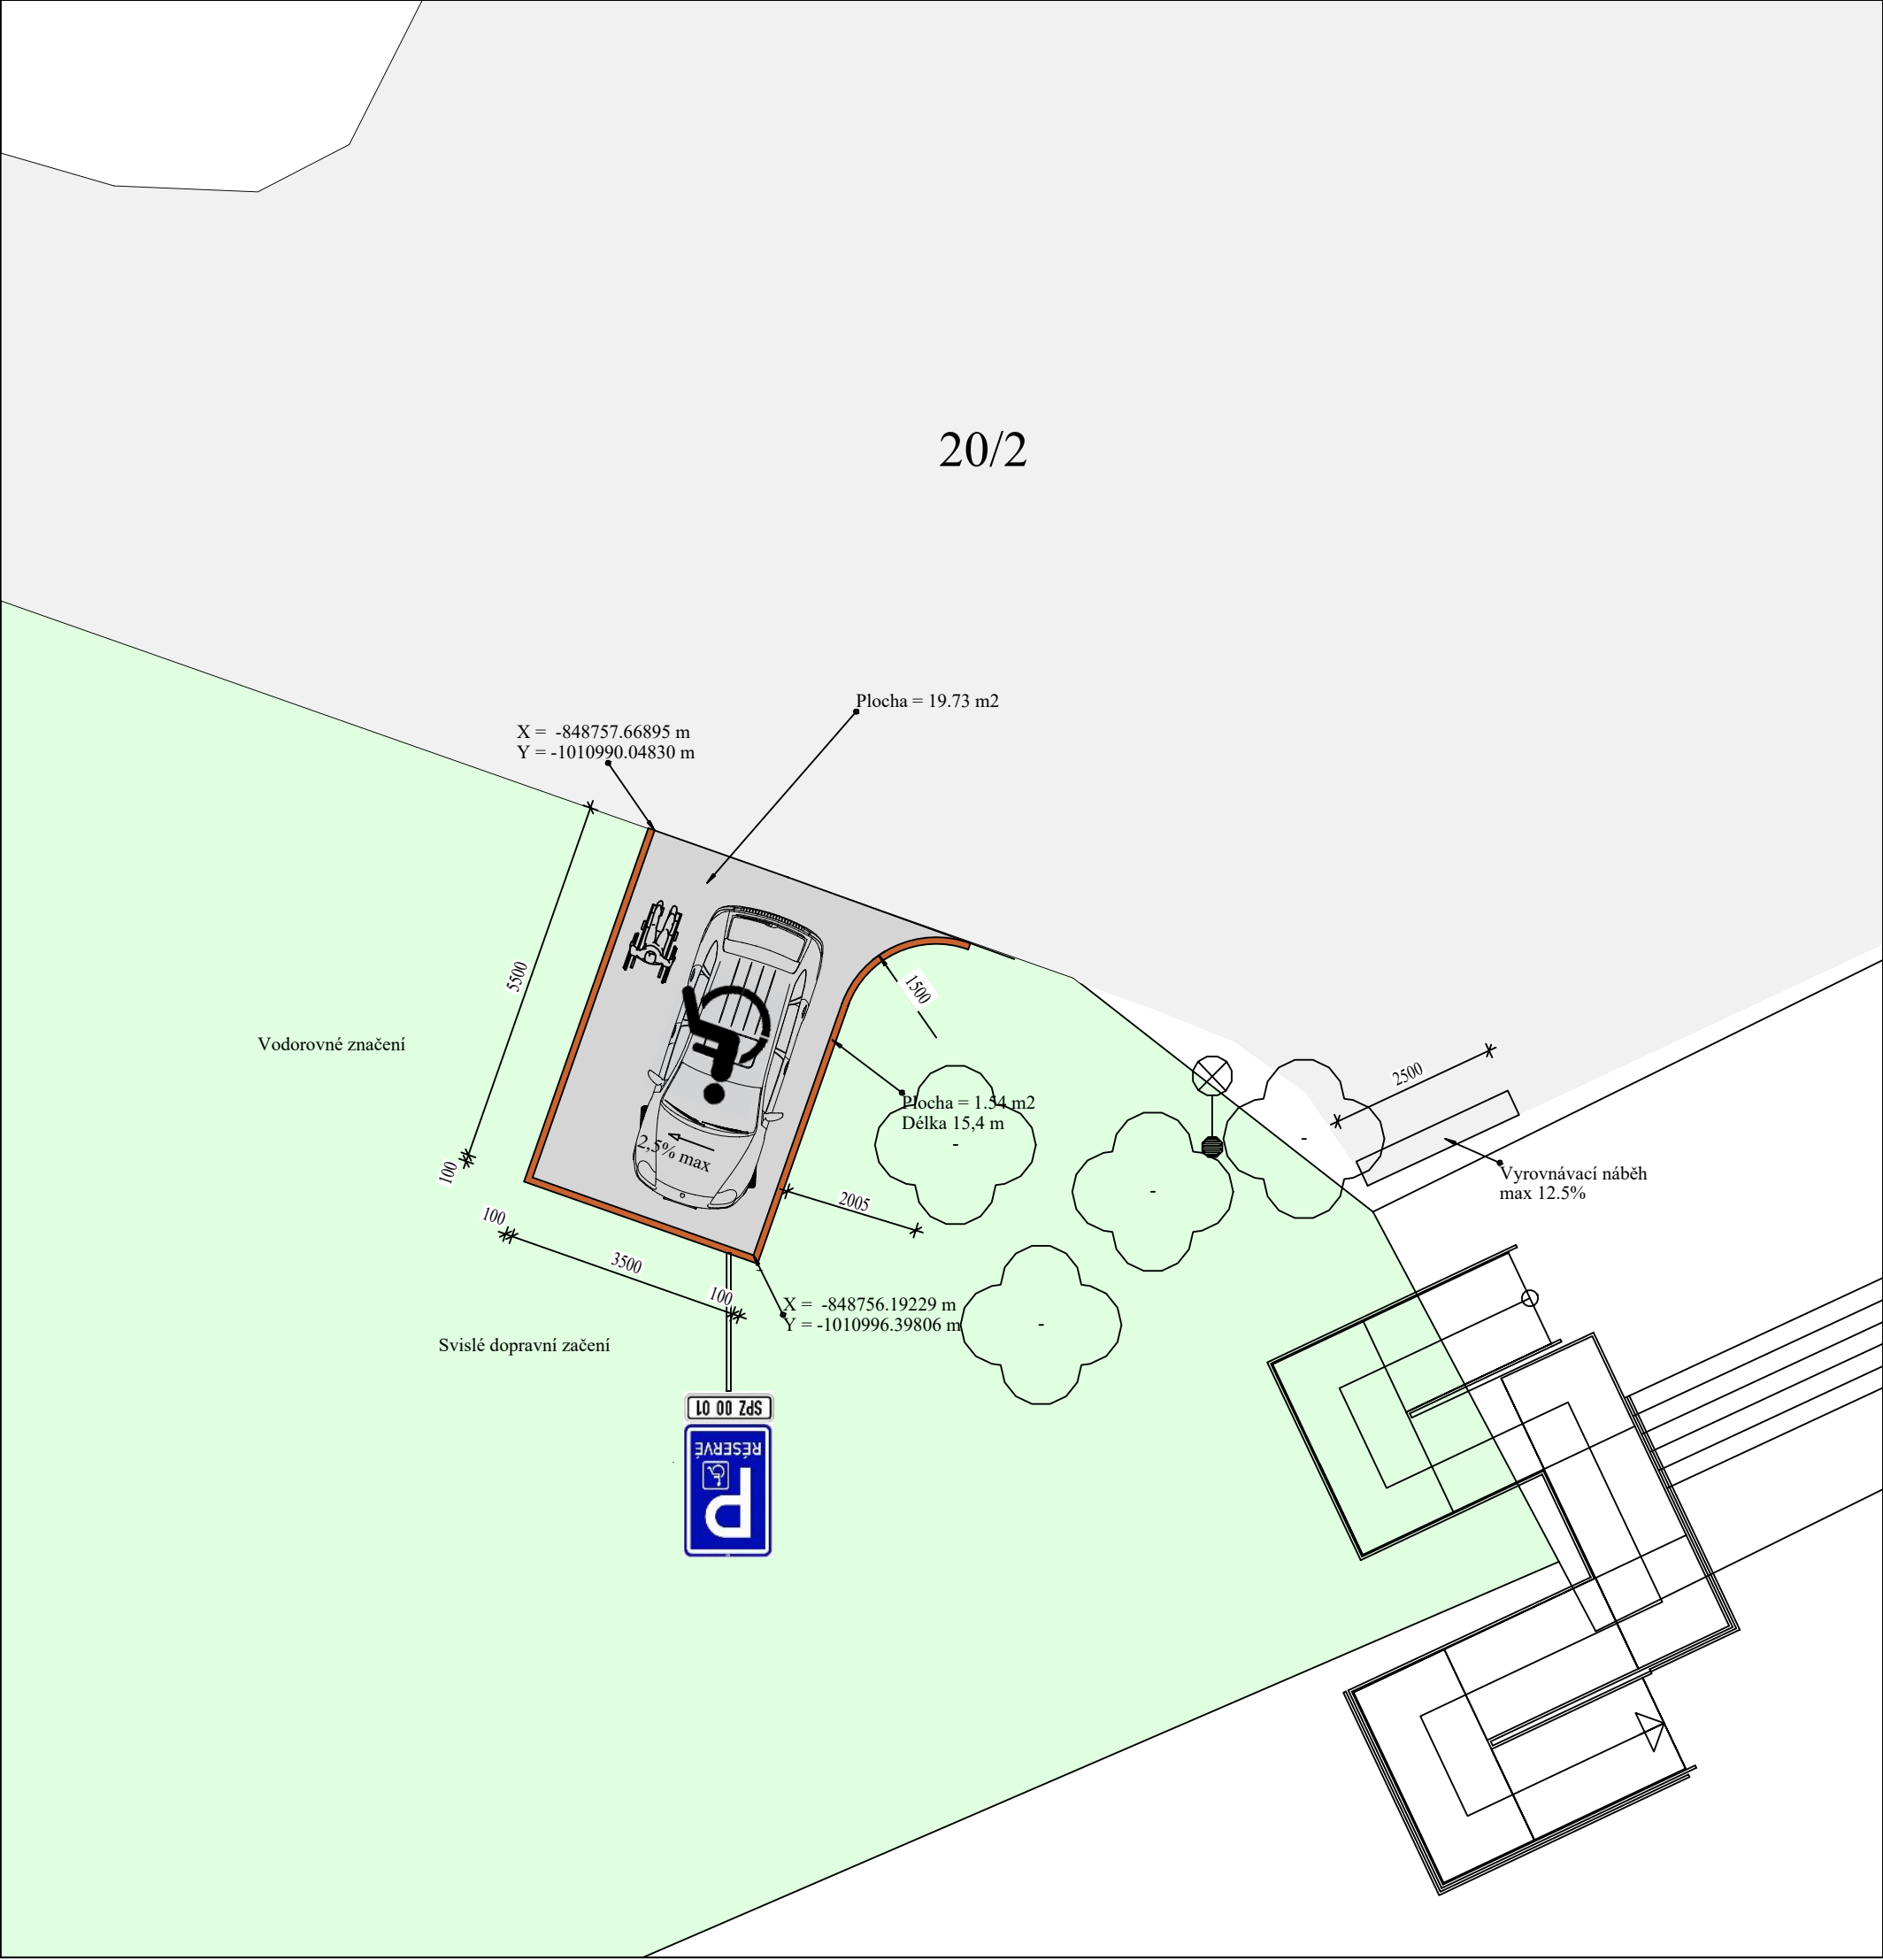 20/2
Plocha = 19.73 m2
X = -848757.66895 m
Y = -1010990.04830 m
5500
1500
Vodorovné značení
2500
Plocha = 1.54 m2
Délka 15,4 m
2,5% max
100
Vyrovnávací náběh
max 12.5%
2005
100
3500
100
X = -848756.19229 m
Y = -1010996.39806 m
Svislé dopravní začení
SPZ 00 01
RÉSERVÉ
P